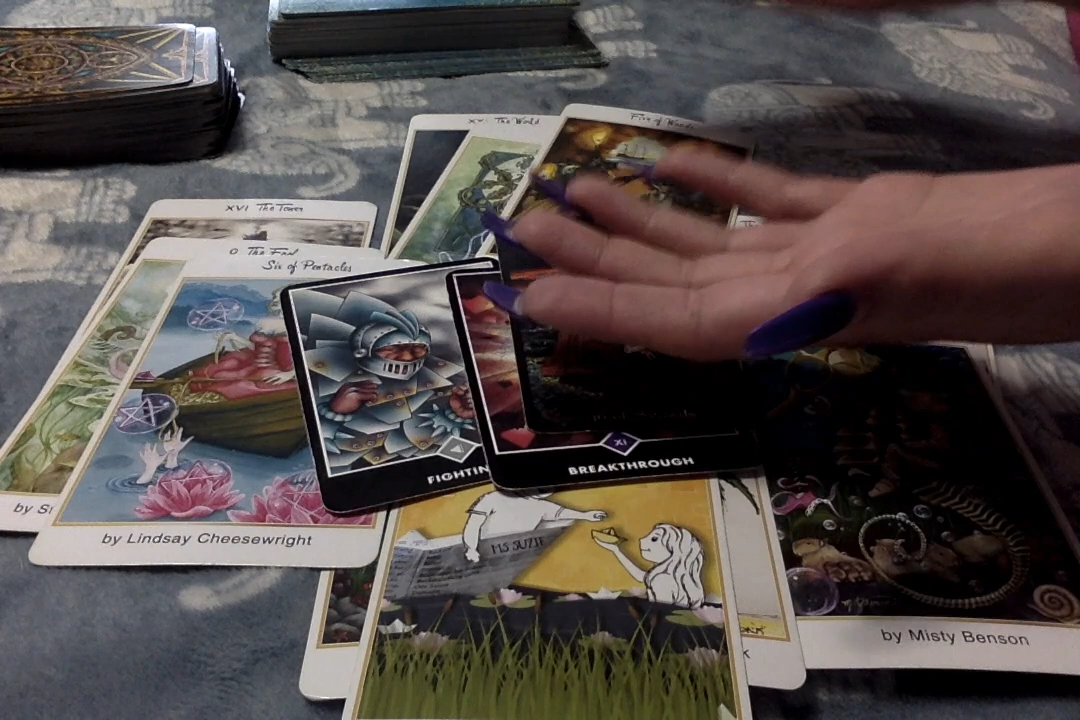 XVI The Tower
0 The Fool
Six of Pentacles
The World
Five of Wands
FIGHTIN
XI
BREAKTHROUGH
by Lindsay Cheesewright
MS SUZIE
by Misty Benson